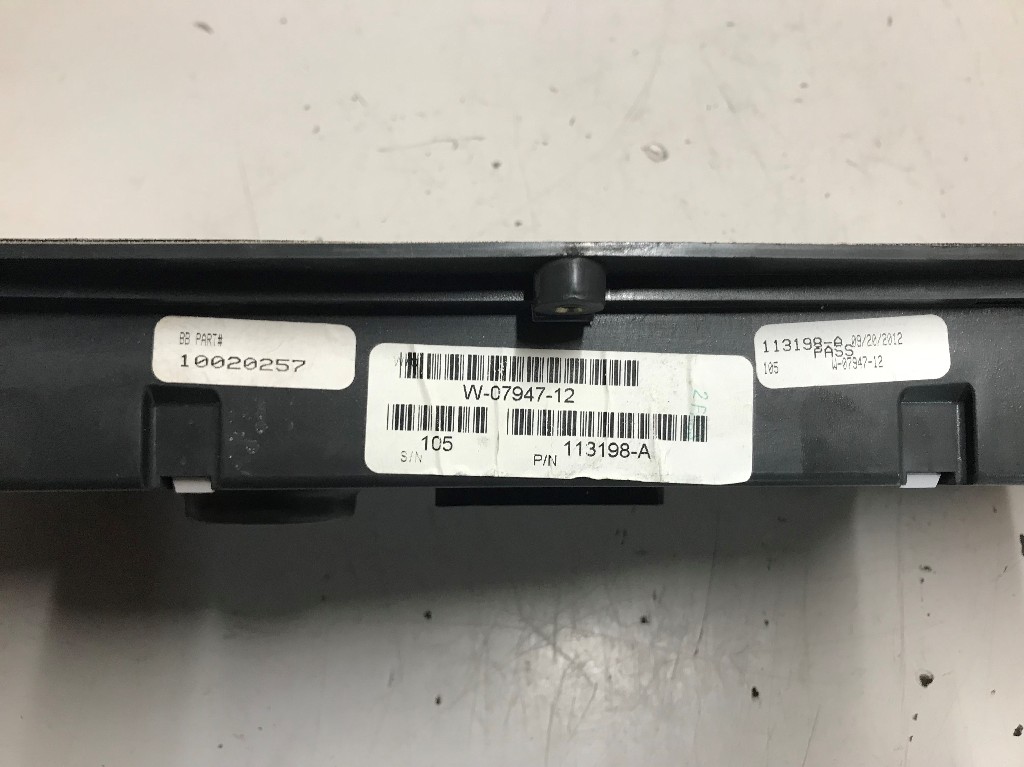 BB PART#
10020257
W-07947-12
105
S/N
113198-A
P/N
113198-A 09/20/2012
PASS
105 W-07947-12